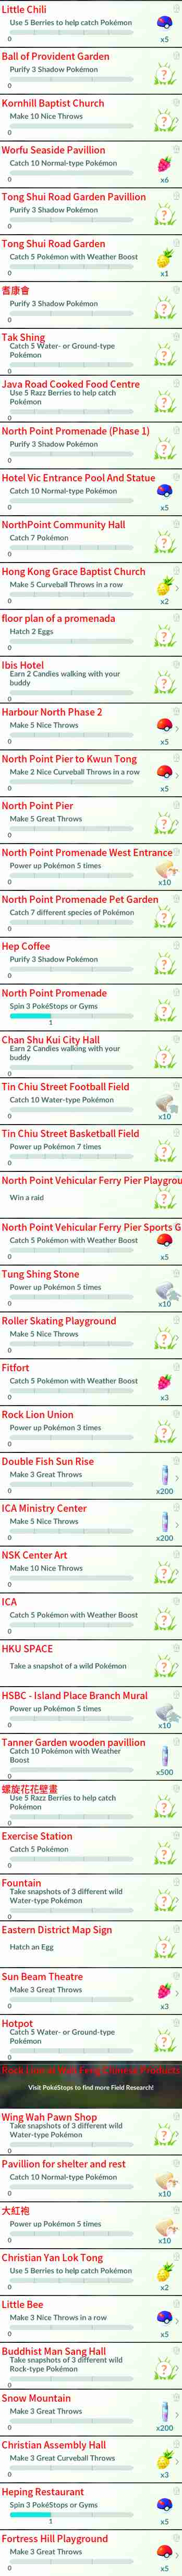 Little Chili
Use 5 Berries to help catch Pokémon
0
x5
Ball of Provident Garden
Purify 3 Shadow Pokémon
0
?
Kornhill Baptist Church
Make 10 Nice Throws
0
?
Worfu Seaside Pavillion
Catch 10 Normal-type Pokémon
0
x6
Tong Shui Road Garden Pavillion
Purify 3 Shadow Pokémon
0
?
Tong Shui Road Garden
Catch 5 Pokémon with Weather Boost
0
x1
耆康會
Purify 3 Shadow Pokémon
0
?
Tak Shing
Catch 5 Water- or Ground-type
Pokémon
0
?
Java Road Cooked Food Centre
Use 5 Razz Berries to help catch
Pokémon
0
?
North Point Promenade (Phase 1)
Purify 3 Shadow Pokémon
0
?
Hotel Vic Entrance Pool And Statue
Catch 10 Normal-type Pokémon
0
x5
NorthPoint Community Hall
Catch 7 Pokémon
0
?
Hong Kong Grace Baptist Church
Make 5 Curveball Throws in a row
0
x2
floor plan of a promenada
Hatch 2 Eggs
0
?
Ibis Hotel
Earn 2 Candies walking with your
buddy
0
?
Harbour North Phase 2
Make 5 Nice Throws
0
x5
North Point Pier to Kwun Tong
Make 2 Nice Curveball Throws in a row
0
x5
North Point Pier
Make 5 Great Throws
0
?
North Point Promenade West Entrance
Power up Pokémon 5 times
0
x10
North Point Promenade Pet Garden
Catch 7 different species of Pokémon
0
?
Hep Coffee
Purify 3 Shadow Pokémon
0
?
North Point Promenade
Spin 3 PokéStops or Gyms
1
?
Chan Shu Kui City Hall
Earn 2 Candies walking with your
buddy
0
?
Tin Chiu Street Football Field
Catch 10 Water-type Pokémon
0
x10
Tin Chiu Street Basketball Field
Power up Pokémon 7 times
0
?
North Point Vehicular Ferry Pier Playgrou
Win a raid
?
North Point Vehicular Ferry Pier Sports G
Catch 5 Pokémon with Weather Boost
0
x5
Tung Shing Stone
Power up Pokémon 5 times
0
x10
Roller Skating Playground
Make 5 Nice Throws
0
?
Fitfort
Catch 5 Pokémon with Weather Boost
0
x3
Rock Lion Union
Power up Pokémon 3 times
0
?
Double Fish Sun Rise
Make 3 Great Throws
0
x200
ICA Ministry Center
Make 5 Nice Throws
0
x200
NSK Center Art
Make 10 Nice Throws
0
?
ICA
Catch 5 Pokémon with Weather Boost
0
?
HKU SPACE
Take a snapshot of a wild Pokémon
?
HSBC - Island Place Branch Mural
Power up Pokémon 5 times
0
x10
Tanner Garden wooden pavillion
Catch 10 Pokémon with Weather
Boost
0
x500
螺旋花花壁畫
Use 5 Razz Berries to help catch
Pokémon
0
?
Exercise Station
Catch 5 Pokémon
0
?
Fountain
Take snapshots of 3 different wild
Water-type Pokémon
0
?
Eastern District Map Sign
Hatch an Egg
?
Sun Beam Theatre
Make 3 Great Throws
0
x3
Hotpot
Catch 5 Water- or Ground-type
Pokémon
0
?
Visit PokéStops to find more Field Research!
Wing Wah Pawn Shop
Take snapshots of 3 different wild
Water-type Pokémon
0
?
Pavillion for shelter and rest
Catch 10 Normal-type Pokémon
0
x10
大紅袍
Power up Pokémon 5 times
0
x10
Christian Yan Lok Tong
Use 5 Berries to help catch Pokémon
0
x2
Little Bee
Make 3 Nice Throws in a row
0
x5
Buddhist Man Sang Hall
Take snapshots of 3 different wild
Rock-type Pokémon
0
?
Snow Mountain
Make 3 Great Throws
0
x200
Christian Assembly Hall
Make 3 Great Curveball Throws
0
x3
Heping Restaurant
Spin 3 PokéStops or Gyms
1
x5
Fortress Hill Playground
Make 3 Great Throws
0
x5